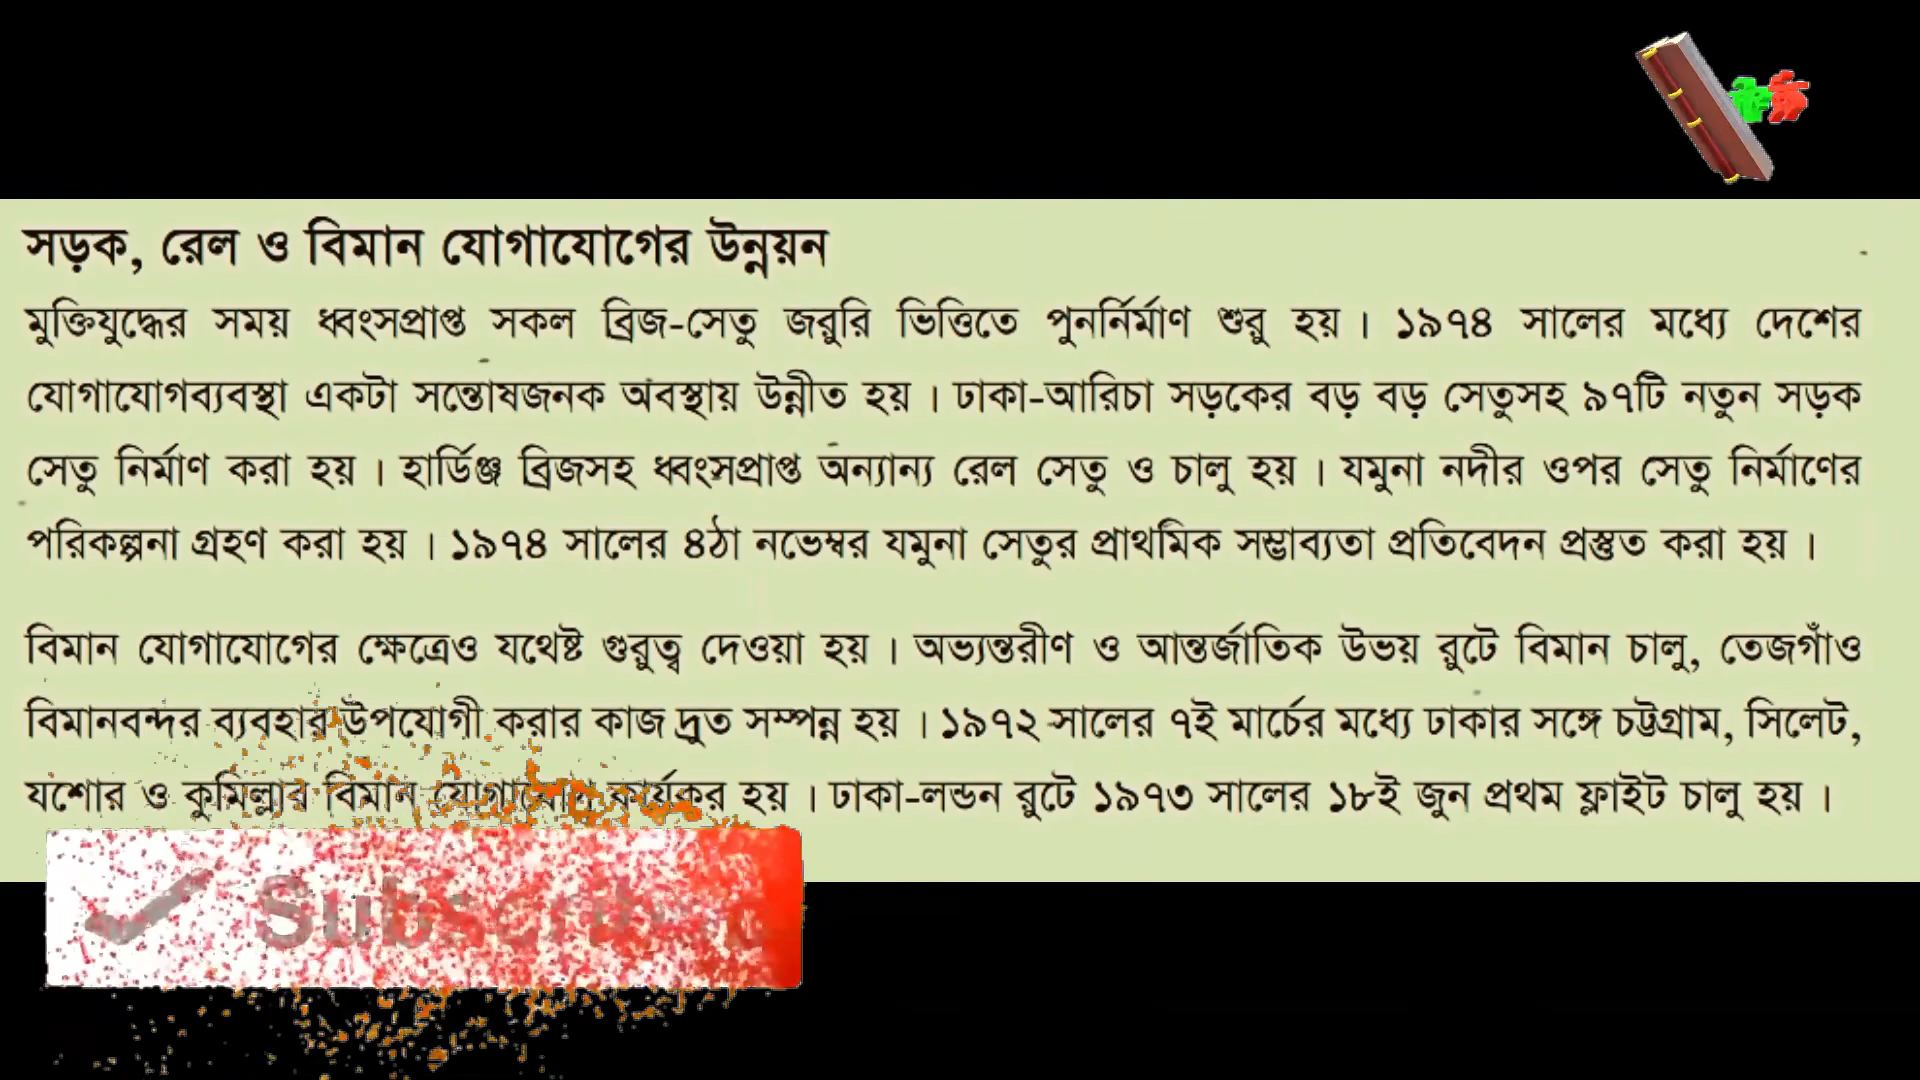 সড়ক, রেল ও বিমান যোগাযোগের উন্নয়ন
মুক্তিযুদ্ধের সময় ধ্বংসপ্রাপ্ত সকল ব্রিজ-সেতু জরুরি ভিত্তিতে পুনর্নির্মাণ শুরু হয়। ১৯৭৪ সালের মধ্যে দেশের
যোগাযোগব্যবস্থা একটা সন্তোষজনক অবস্থায় উন্নীত হয়। ঢাকা-আরিচা সড়কের বড় বড় সেতুসহ ৯৭টি নতুন সড়ক
সেতু নির্মাণ করা হয়। হার্ডিঞ্জ ব্রিজসহ ধ্বংসপ্রাপ্ত অন্যান্য রেল সেতু ও চালু হয়। যমুনা নদীর ওপর সেতু নির্মাণের
পরিকল্পনা গ্রহণ করা হয়। ১৯৭৪ সালের ৪ঠা নভেম্বর যমুনা সেতুর প্রাথমিক সম্ভাব্যতা প্রতিবেদন প্রস্তুত করা হয়।
বিমান যোগাযোগের ক্ষেত্রেও যথেষ্ট গুরুত্ব দেওয়া হয়। অভ্যন্তরীণ ও আন্তর্জাতিক উভয় রুটে বিমান চালু, তেজগাঁও
বিমানবন্দর ব্যবহার উপযোগী করার কাজ দ্রুত সম্পন্ন হয়। ১৯৭২ সালের ৭ই মার্চের মধ্যে ঢাকার সঙ্গে চট্টগ্রাম, সিলেট,
যশোর ও কুমিল্লার বিমান যোগাযোগ কার্যকর হয়। ঢাকা-লন্ডন রুটে ১৯৭৩ সালের ১৮ই জুন প্রথম ফ্লাইট চালু হয়।